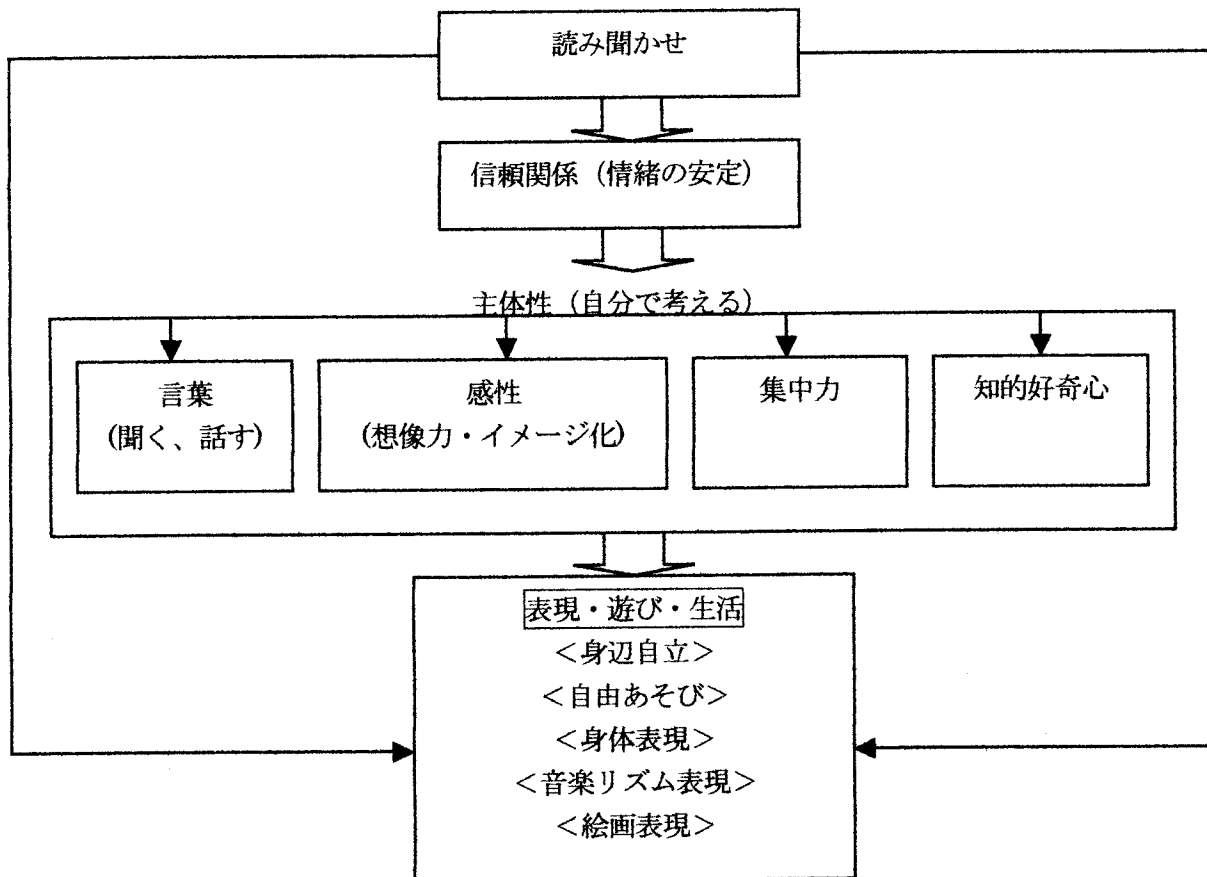 読み聞かせ
信頼関係（情緒の安定）
主体性（自分で考える）
言葉
(聞く、話す)
感性
(想像力・イメージ化)
集中力
知的好奇心
表現・遊び・生活
＜身辺自立＞
＜自由あそび＞
＜身体表現＞
＜音楽リズム表現＞
＜絵画表現＞